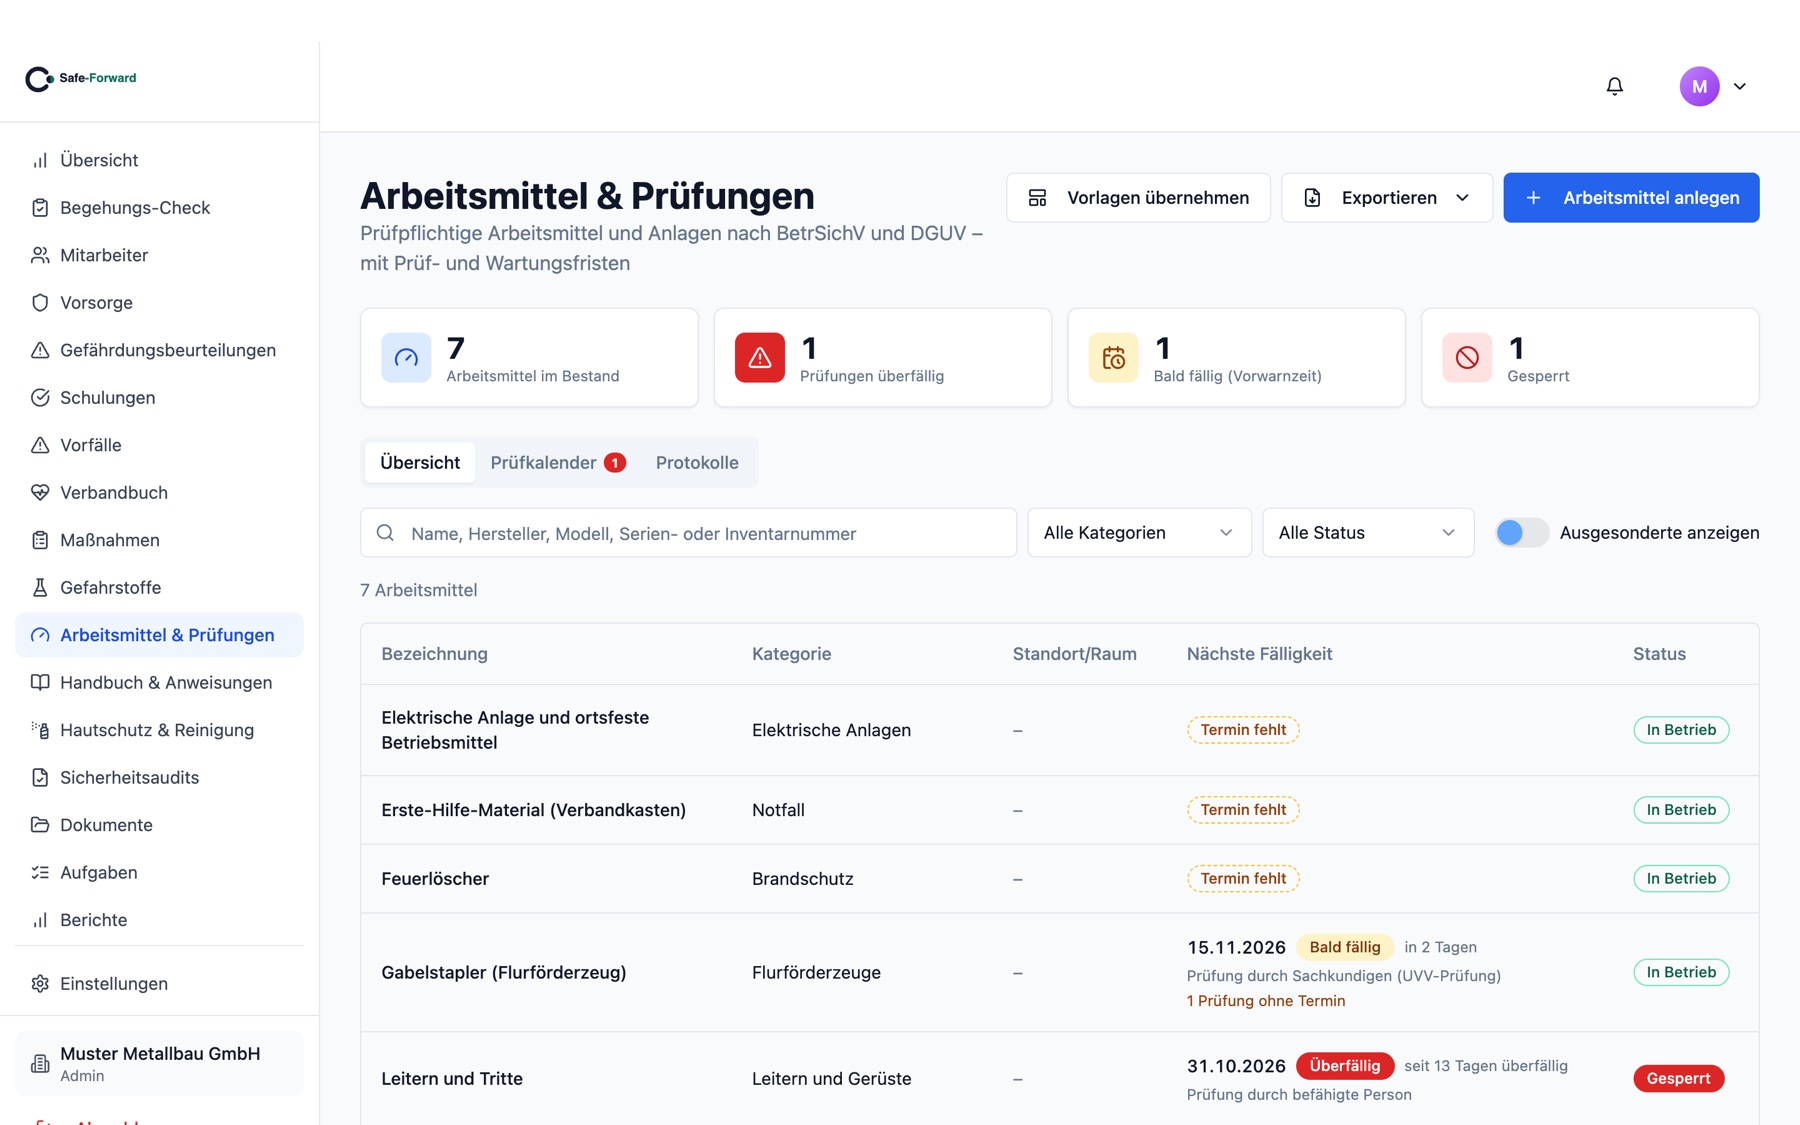 Safe-Forward
M
Übersicht
Begehungs-Check
Mitarbeiter
Vorsorge
Gefährdungsbeurteilungen
Schulungen
Vorfälle
Verbandbuch
Maßnahmen
Gefahrstoffe
Arbeitsmittel & Prüfungen
Handbuch & Anweisungen
Hautschutz & Reinigung
Sicherheitsaudits
Dokumente
Aufgaben
Berichte
Einstellungen
Muster Metallbau GmbH
Admin
Arbeitsmittel & Prüfungen
Prüfpflichtige Arbeitsmittel und Anlagen nach BetrSichV und DGUV –
mit Prüf- und Wartungsfristen
Vorlagen übernehmen
Exportieren
Arbeitsmittel anlegen
7
Arbeitsmittel im Bestand
1
Prüfungen überfällig
1
Bald fällig (Vorwarnzeit)
1
Gesperrt
Übersicht Prüfkalender 1 Protokolle
Name, Hersteller, Modell, Serien- oder Inventarnummer
Alle Kategorien
Alle Status
Ausgesonderte anzeigen
7 Arbeitsmittel
Bezeichnung Kategorie Standort/Raum Nächste Fälligkeit Status
Elektrische Anlage und ortsfeste
Betriebsmittel
Elektrische Anlagen – Termin fehlt In Betrieb
Erste-Hilfe-Material (Verbandkasten) Notfall – Termin fehlt In Betrieb
Feuerlöscher Brandschutz – Termin fehlt In Betrieb
Gabelstapler (Flurförderzeug) Flurförderzeuge –
15.11.2026 Bald fällig in 2 Tagen
Prüfung durch Sachkundigen (UVV-Prüfung)
1 Prüfung ohne Termin
In Betrieb
Leitern und Tritte Leitern und Gerüste –
31.10.2026 Überfällig seit 13 Tagen überfällig
Prüfung durch befähigte Person
Gesperrt